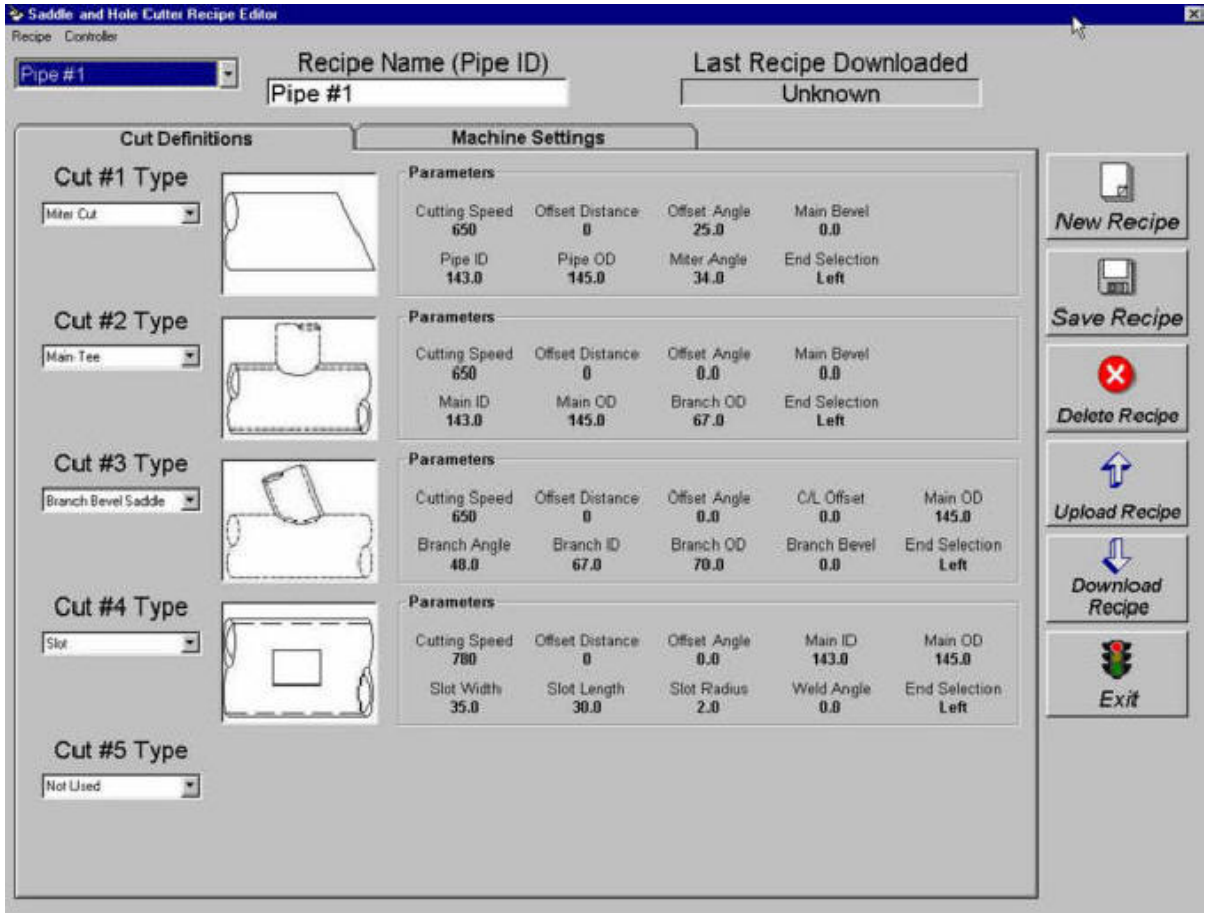 Saddle and Hole Cutter Recipe Editor
Recipe Controller
Pipe #1
Recipe Name (Pipe ID)
Pipe #1
Last Recipe Downloaded
Unknown
Cut Definitions
Machine Settings
Cut #1 Type
Miter Cut
Parameters
Cutting Speed Offset Distance Offset Angle Main Bevel
650 0 25.0 0.0
Pipe ID Pipe OD Miter Angle End Selection
143.0 145.0 34.0 Left
Cut #2 Type
Main Tee
Parameters
Cutting Speed Offset Distance Offset Angle Main Bevel
650 0 0.0 0.0
Main ID Main OD Branch OD End Selection
143.0 145.0 67.0 Left
Cut #3 Type
Branch Bevel Saddle
Parameters
Cutting Speed Offset Distance Offset Angle C/L Offset Main OD
650 0 0.0 0.0 145.0
Branch Angle Branch ID Branch OD Branch Bevel End Selection
48.0 67.0 70.0 0.0 Left
Cut #4 Type
Slot
Parameters
Cutting Speed Offset Distance Offset Angle Main ID Main OD
780 0 0.0 143.0 145.0
Slot Width Slot Length Slot Radius Weld Angle End Selection
35.0 30.0 2.0 0.0 Left
Cut #5 Type
Not Used
New Recipe
Save Recipe
Delete Recipe
Upload Recipe
Download
Recipe
Exit